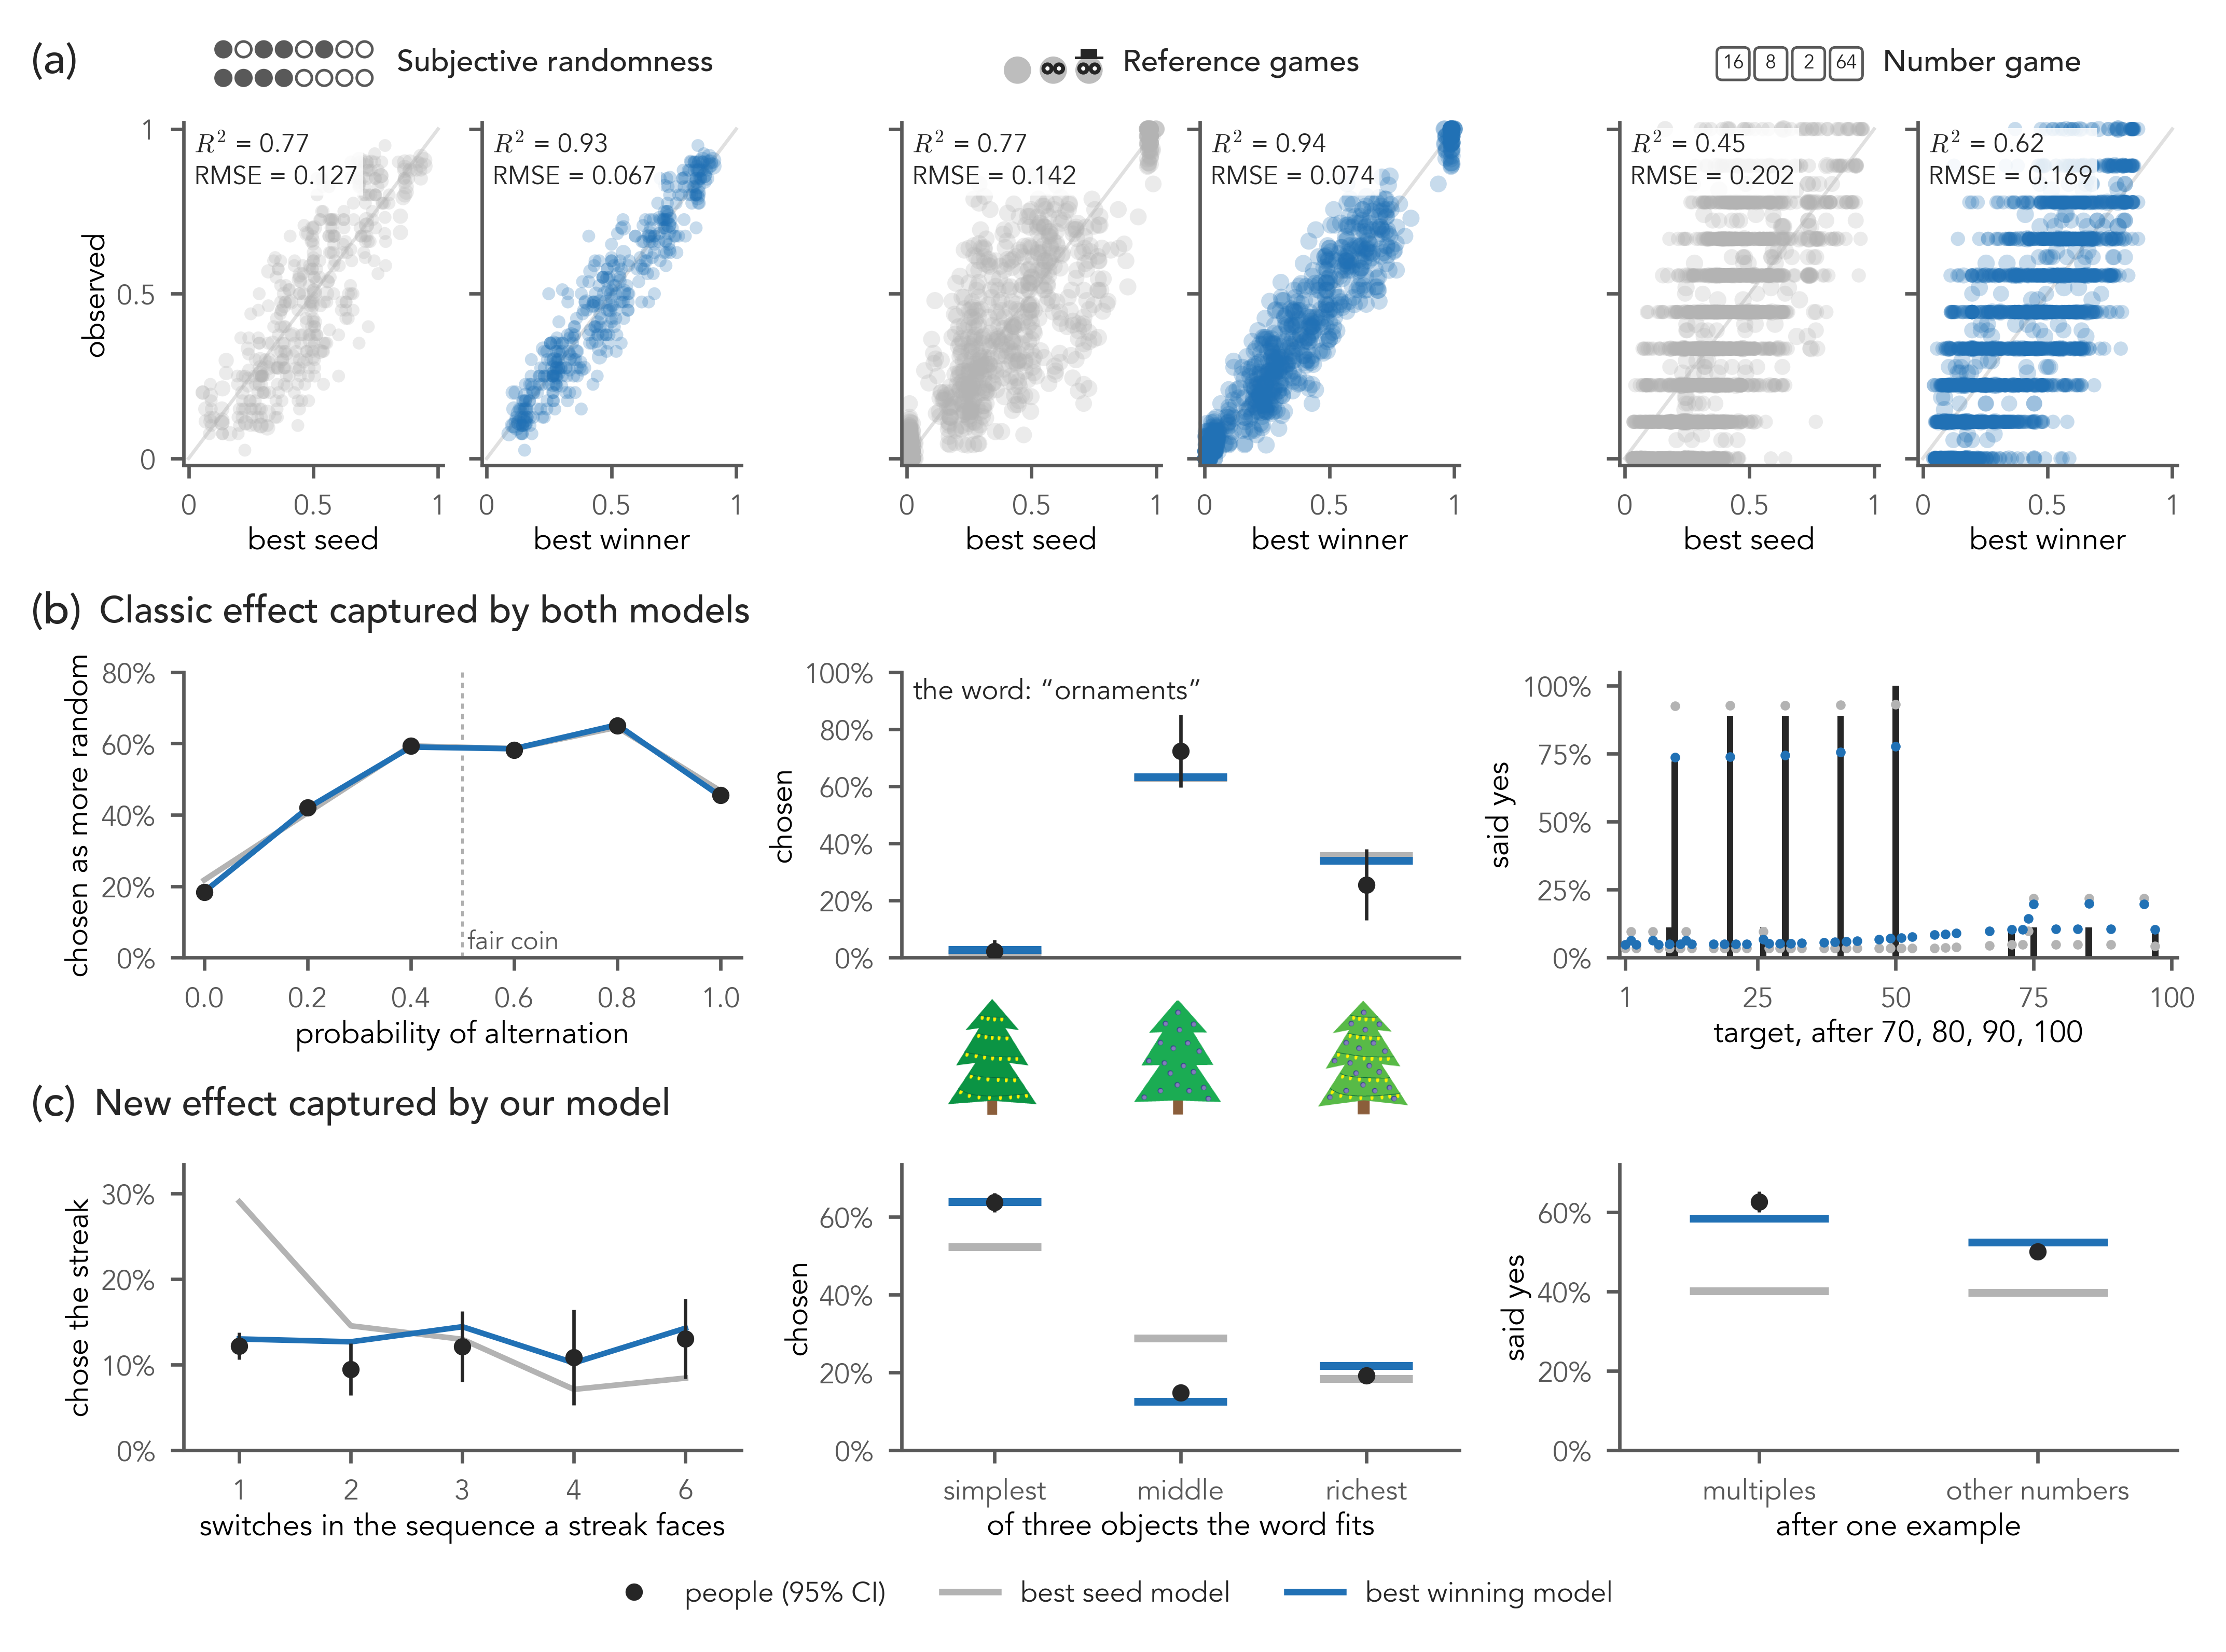 (a)
Subjective randomness
Reference games
16 8 2 64
Number game
R² = 0.77
RMSE = 0.127
R² = 0.93
RMSE = 0.067
R² = 0.77
RMSE = 0.142
R² = 0.94
RMSE = 0.074
R² = 0.45
RMSE = 0.202
R² = 0.62
RMSE = 0.169
observed
1
0.5
0
0 0.5 1
best seed
0 0.5 1
best winner
0 0.5 1
best seed
0 0.5 1
best winner
0 0.5 1
best seed
0 0.5 1
best winner
(b) Classic effect captured by both models
chosen as more random
80%
60%
40%
20%
0%
fair coin
0.0 0.2 0.4 0.6 0.8 1.0
probability of alternation
chosen
100%
80%
60%
40%
20%
0%
the word: “ornaments”
said yes
100%
75%
50%
25%
0%
1 25 50 75 100
target, after 70, 80, 90, 100
(c) New effect captured by our model
chose the streak
30%
20%
10%
0%
1 2 3 4 6
switches in the sequence a streak faces
chosen
60%
40%
20%
0%
simplest middle richest
of three objects the word fits
said yes
60%
40%
20%
0%
multiples other numbers
after one example
people (95% CI)
best seed model
best winning model